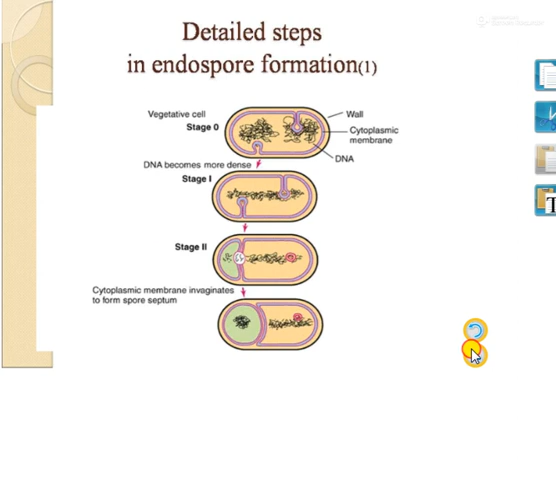 Detailed steps
in endospore formation(1)
Vegetative cell
Stage 0
Wall
Cytoplasmic
membrane
DNA
DNA becomes more dense
Stage I
Stage II
Cytoplasmic membrane invaginates
to form spore septum
T